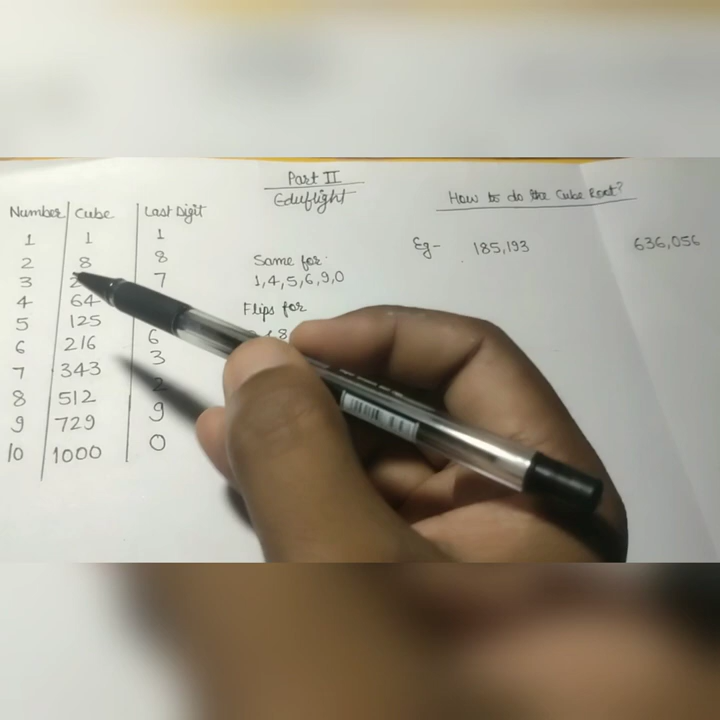 Part II
Eduflight
How to do the Cube Root?
Number Cube Last Digit
1 1 1
2 8 8
3 2 7
4 64
5 125
6 216 6
7 343 3
8 512 2
9 729 9
10 1000 0
Same for
1,4,5,6,9,0
Flips for
8
Eg- 185,193 636,056